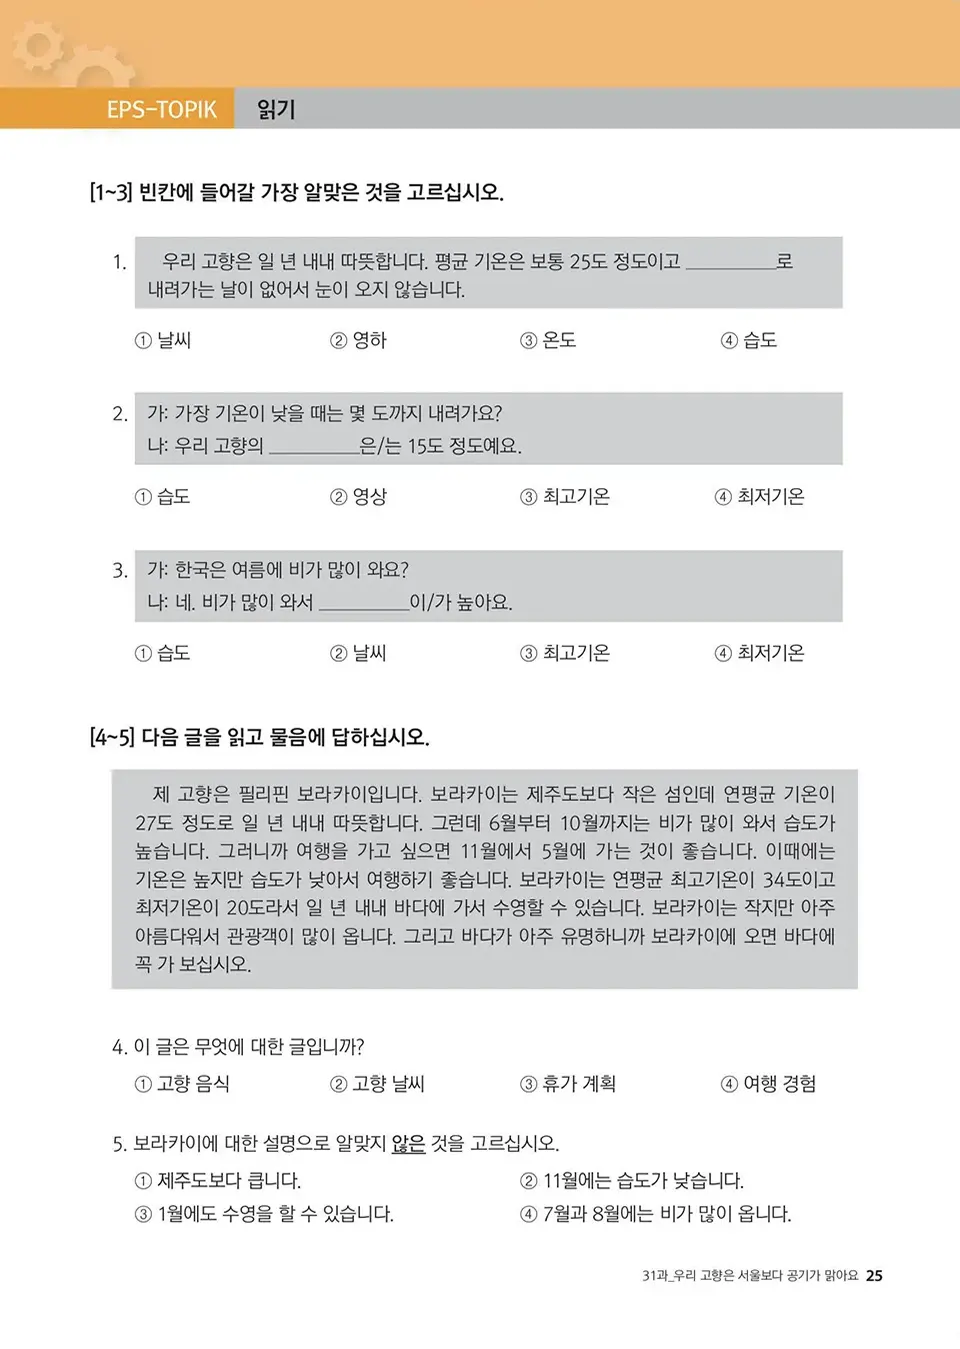 EPS-TOPIK 읽기
[1~3] 빈칸에 들어갈 가장 알맞은 것을 고르십시오.
1. 우리 고향은 일 년 내내 따뜻합니다. 평균 기온은 보통 25도 정도이고 __________로
내려가는 날이 없어서 눈이 오지 않습니다.
① 날씨 ② 영하 ③ 온도 ④ 습도
2. 가: 가장 기온이 낮을 때는 몇 도까지 내려가요?
나: 우리 고향의 __________은/는 15도 정도예요.
① 습도 ② 영상 ③ 최고기온 ④ 최저기온
3. 가: 한국은 여름에 비가 많이 와요?
나: 네. 비가 많이 와서 __________이/가 높아요.
① 습도 ② 날씨 ③ 최고기온 ④ 최저기온
[4~5] 다음 글을 읽고 물음에 답하십시오.
제 고향은 필리핀 보라카이입니다. 보라카이는 제주도보다 작은 섬인데 연평균 기온이
27도 정도로 일 년 내내 따뜻합니다. 그런데 6월부터 10월까지는 비가 많이 와서 습도가
높습니다. 그러니까 여행을 가고 싶으면 11월에서 5월에 가는 것이 좋습니다. 이때에는
기온은 높지만 습도가 낮아서 여행하기 좋습니다. 보라카이는 연평균 최고기온이 34도이고
최저기온이 20도라서 일 년 내내 바다에 가서 수영할 수 있습니다. 보라카이는 작지만 아주
아름다워서 관광객이 많이 옵니다. 그리고 바다가 아주 유명하니까 보라카이에 오면 바다에
꼭 가 보십시오.
4. 이 글은 무엇에 대한 글입니까?
① 고향 음식 ② 고향 날씨 ③ 휴가 계획 ④ 여행 경험
5. 보라카이에 대한 설명으로 알맞지 않은 것을 고르십시오.
① 제주도보다 큽니다. ② 11월에는 습도가 낮습니다.
③ 1월에도 수영을 할 수 있습니다. ④ 7월과 8월에는 비가 많이 옵니다.
31과_우리 고향은 서울보다 공기가 맑아요 25